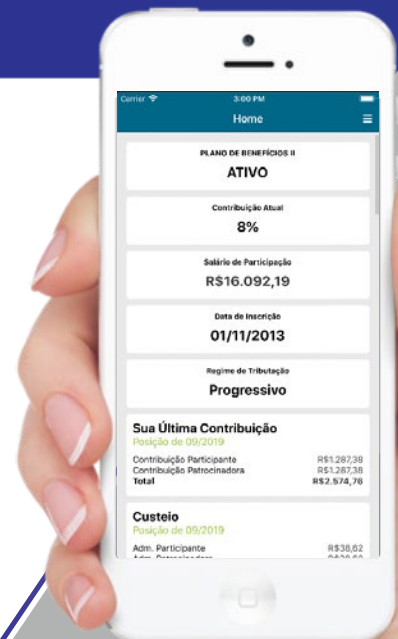 Carrier 3:00 PM
Home
PLANO DE BENEFÍCIOS II
ATIVO
Contribuição Atual
8%
Salário de Participação
R$16.092,19
Data de Inscrição
01/11/2013
Regime de Tributação
Progressivo
Sua Última Contribuição
Posição de 09/2019
Contribuição Participante R$1.287,38
Contribuição Patrocinadora R$1.287,38
Total R$2.574,76
Custeio
Posição de 09/2019
Adm. Participante R$38,62